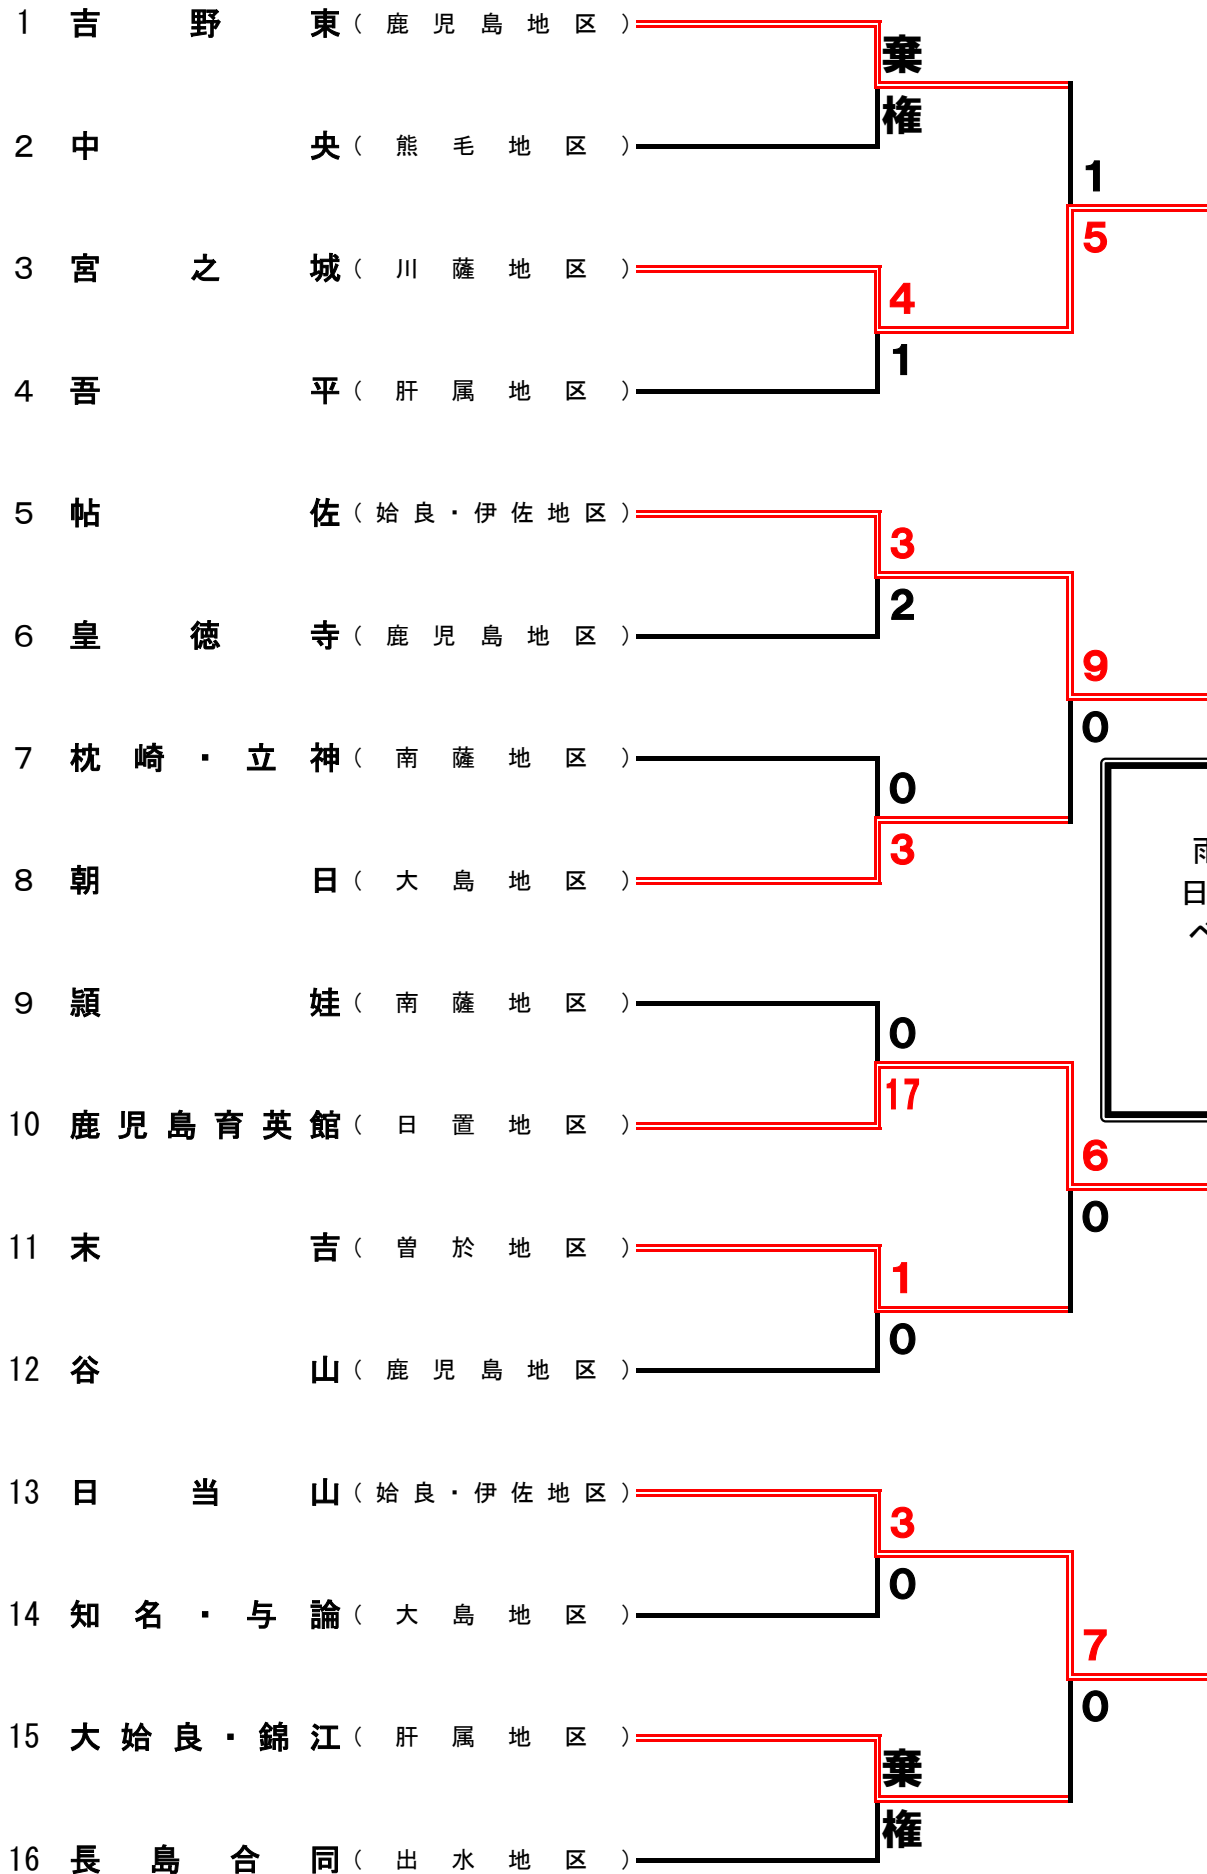 1 吉野東（鹿児島地区）
棄
権
2 中央（熊毛地区）
1
5
3 宮之城（川薩地区）
4
1
4 吾平（肝属地区）
5 帖佐（姶良・伊佐地区）
3
2
6 皇徳寺（鹿児島地区）
9
0
7 枕崎・立神（南薩地区）
0
3
8 朝日（大島地区）
日
9 頴娃（南薩地区）
0
17
10 鹿児島育英館（日置地区）
6
0
11 末吉（曽於地区）
1
0
12 谷山（鹿児島地区）
13 日当山（姶良・伊佐地区）
3
0
14 知名・与論（大島地区）
7
0
15 大姶良・錦江（肝属地区）
棄
権
16 長島合同（出水地区）